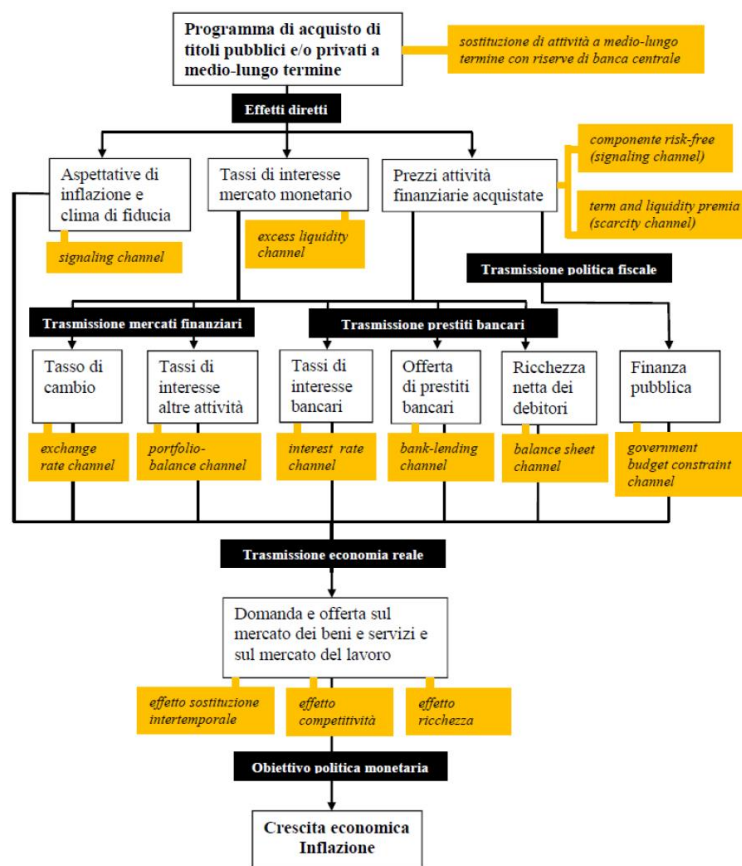 Programma di acquisto di
titoli pubblici e/o privati a
medio-lungo termine
sostituzione di attività a medio-lungo
termine con riserve di banca centrale
Effetti diretti
Aspettative di
inflazione e
clima di fiducia
signaling channel
Tassi di interesse
mercato monetario
excess liquidity
channel
Prezzi attività
finanziarie acquistate
componente risk-free
(signaling channel)
term and liquidity premia
(scarcity channel)
Trasmissione politica fiscale
Trasmissione mercati finanziari
Trasmissione prestiti bancari
Tasso di
cambio
exchange
rate channel
Tassi di
interesse
altre attività
portfolio-
balance channel
Tassi di
interesse
bancari
interest rate
channel
Offerta
di prestiti
bancari
bank-lending
channel
Ricchezza
netta dei
debitori
balance sheet
channel
Finanza
pubblica
government
budget constraint
channel
Trasmissione economia reale
Domanda e offerta sul
mercato dei beni e servizi e
sul mercato del lavoro
effetto sostituzione
intertemporale
effetto
competitività
effetto
ricchezza
Obiettivo politica monetaria
Crescita economica
Inflazione